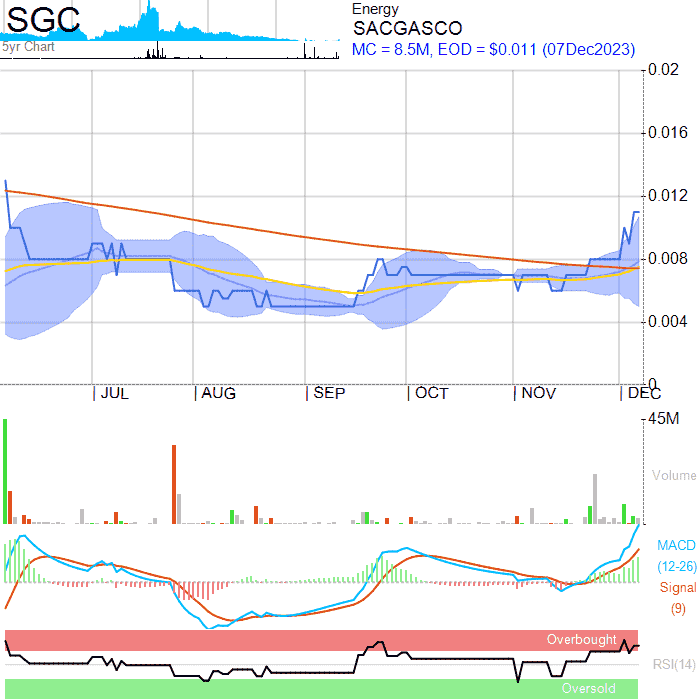 SGC
5yr Chart
Energy
SACGASCO
MC = 8.5M, EOD = $0.011 (07Dec2023)
0.02
0.016
0.012
0.008
0.004
0
JUL AUG SEP OCT NOV DEC
45M
Volume
MACD
(12-26)
Signal
(9)
Overbought
RSI(14)
Oversold